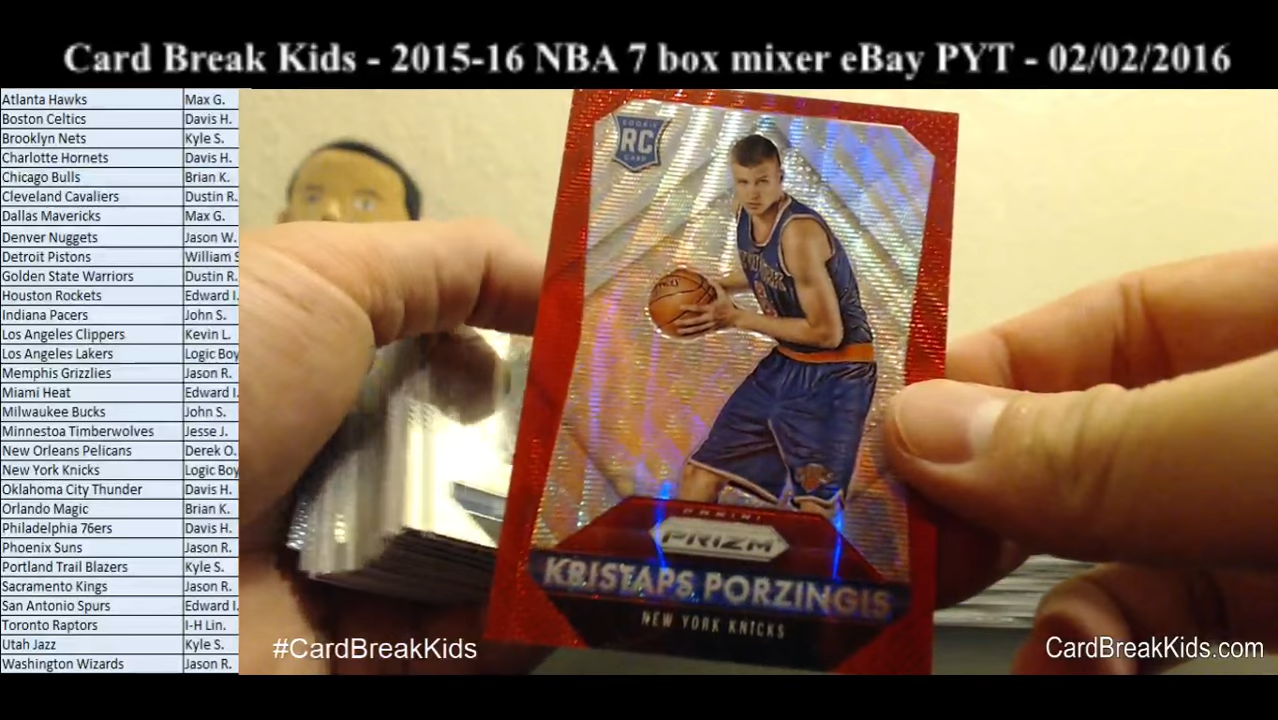 Card Break Kids - 2015-16 NBA 7 box mixer eBay PYT - 02/02/2016
Atlanta Hawks Max G.
Boston Celtics Davis H.
Brooklyn Nets Kyle S.
Charlotte Hornets Davis H.
Chicago Bulls Brian K.
Cleveland Cavaliers Dustin R.
Dallas Mavericks Max G.
Denver Nuggets Jason W.
Detroit Pistons William S
Golden State Warriors Dustin R.
Houston Rockets Edward I.
Indiana Pacers John S.
Los Angeles Clippers Kevin L.
Los Angeles Lakers Logic Boy
Memphis Grizzlies Jason R.
Miami Heat Edward I.
Milwaukee Bucks John S.
Minnestoa Timberwolves Jesse J.
New Orleans Pelicans Derek O.
New York Knicks Logic Boy
Oklahoma City Thunder Davis H.
Orlando Magic Brian K.
Philadelphia 76ers Davis H.
Phoenix Suns Jason R.
Portland Trail Blazers Kyle S.
Sacramento Kings Jason R.
San Antonio Spurs Edward I.
Toronto Raptors I-H Lin.
Utah Jazz Kyle S.
Washington Wizards Jason R.
ROOKIE
RC
CARD
NEW YORK
PANINI
PRIZM
KRISTAPS PORZINGIS
NEW YORK KNICKS
#CardBreakKids
CardBreakKids.com